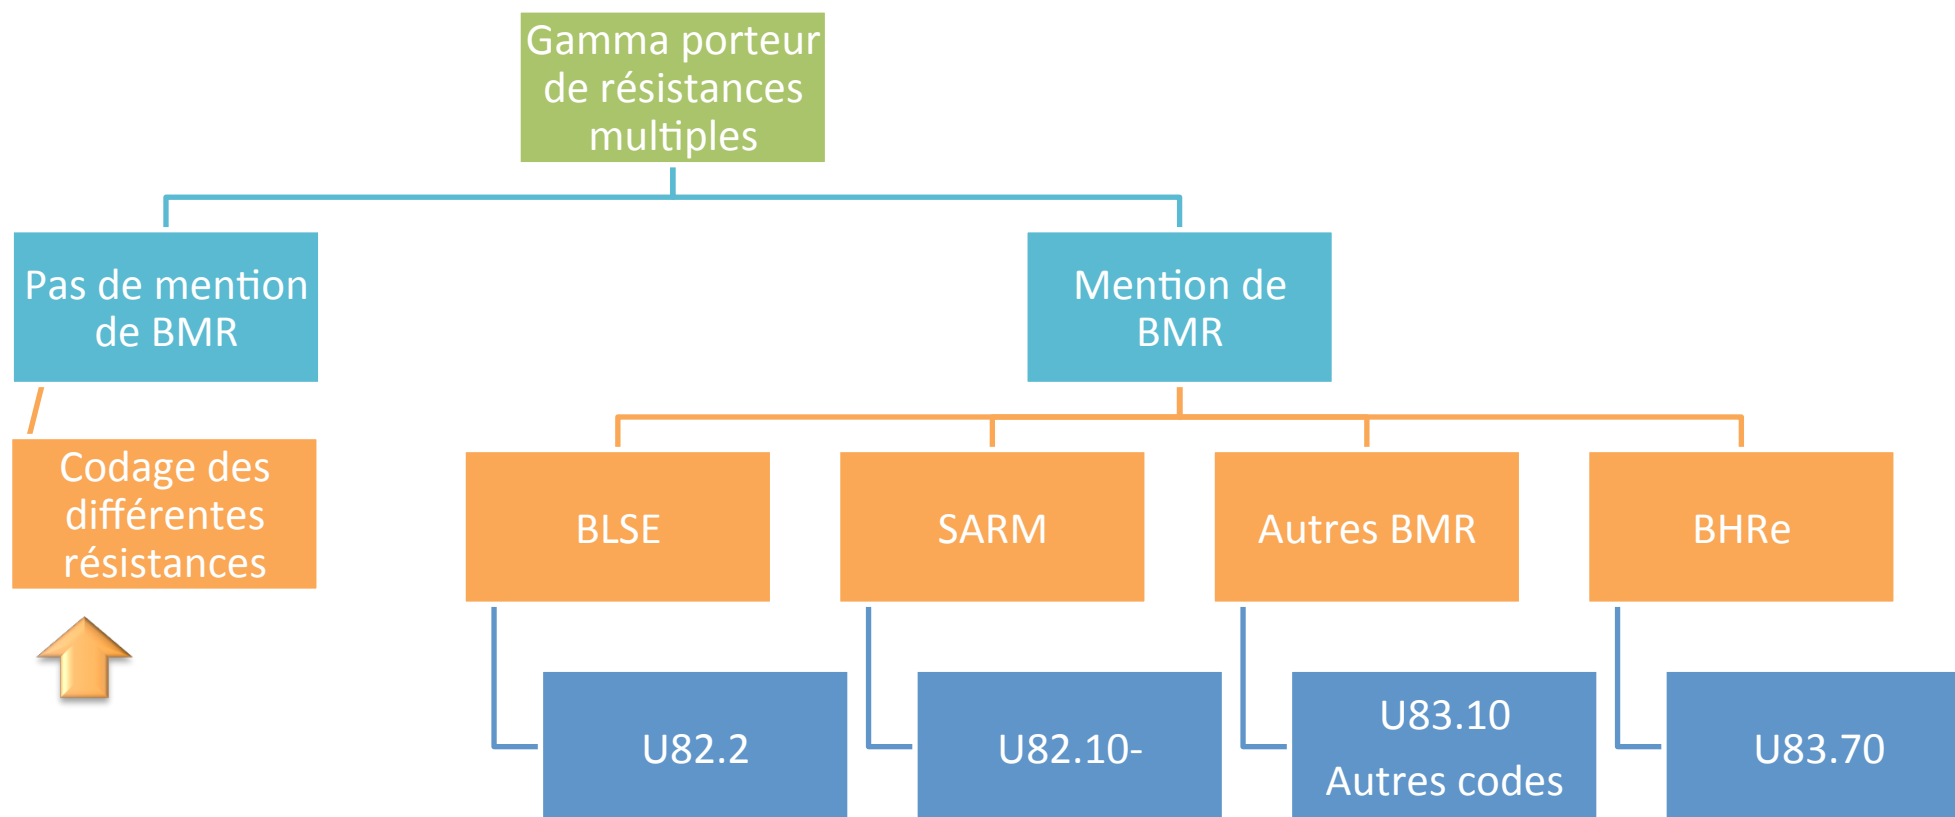 Gamma porteur
de résistances
multiples
Pas de mention
de BMR
Mention de
BMR
Codage des
différentes
résistances
BLSE
SARM
Autres BMR
BHRe
U82.2
U82.10-
U83.10
Autres codes
U83.70